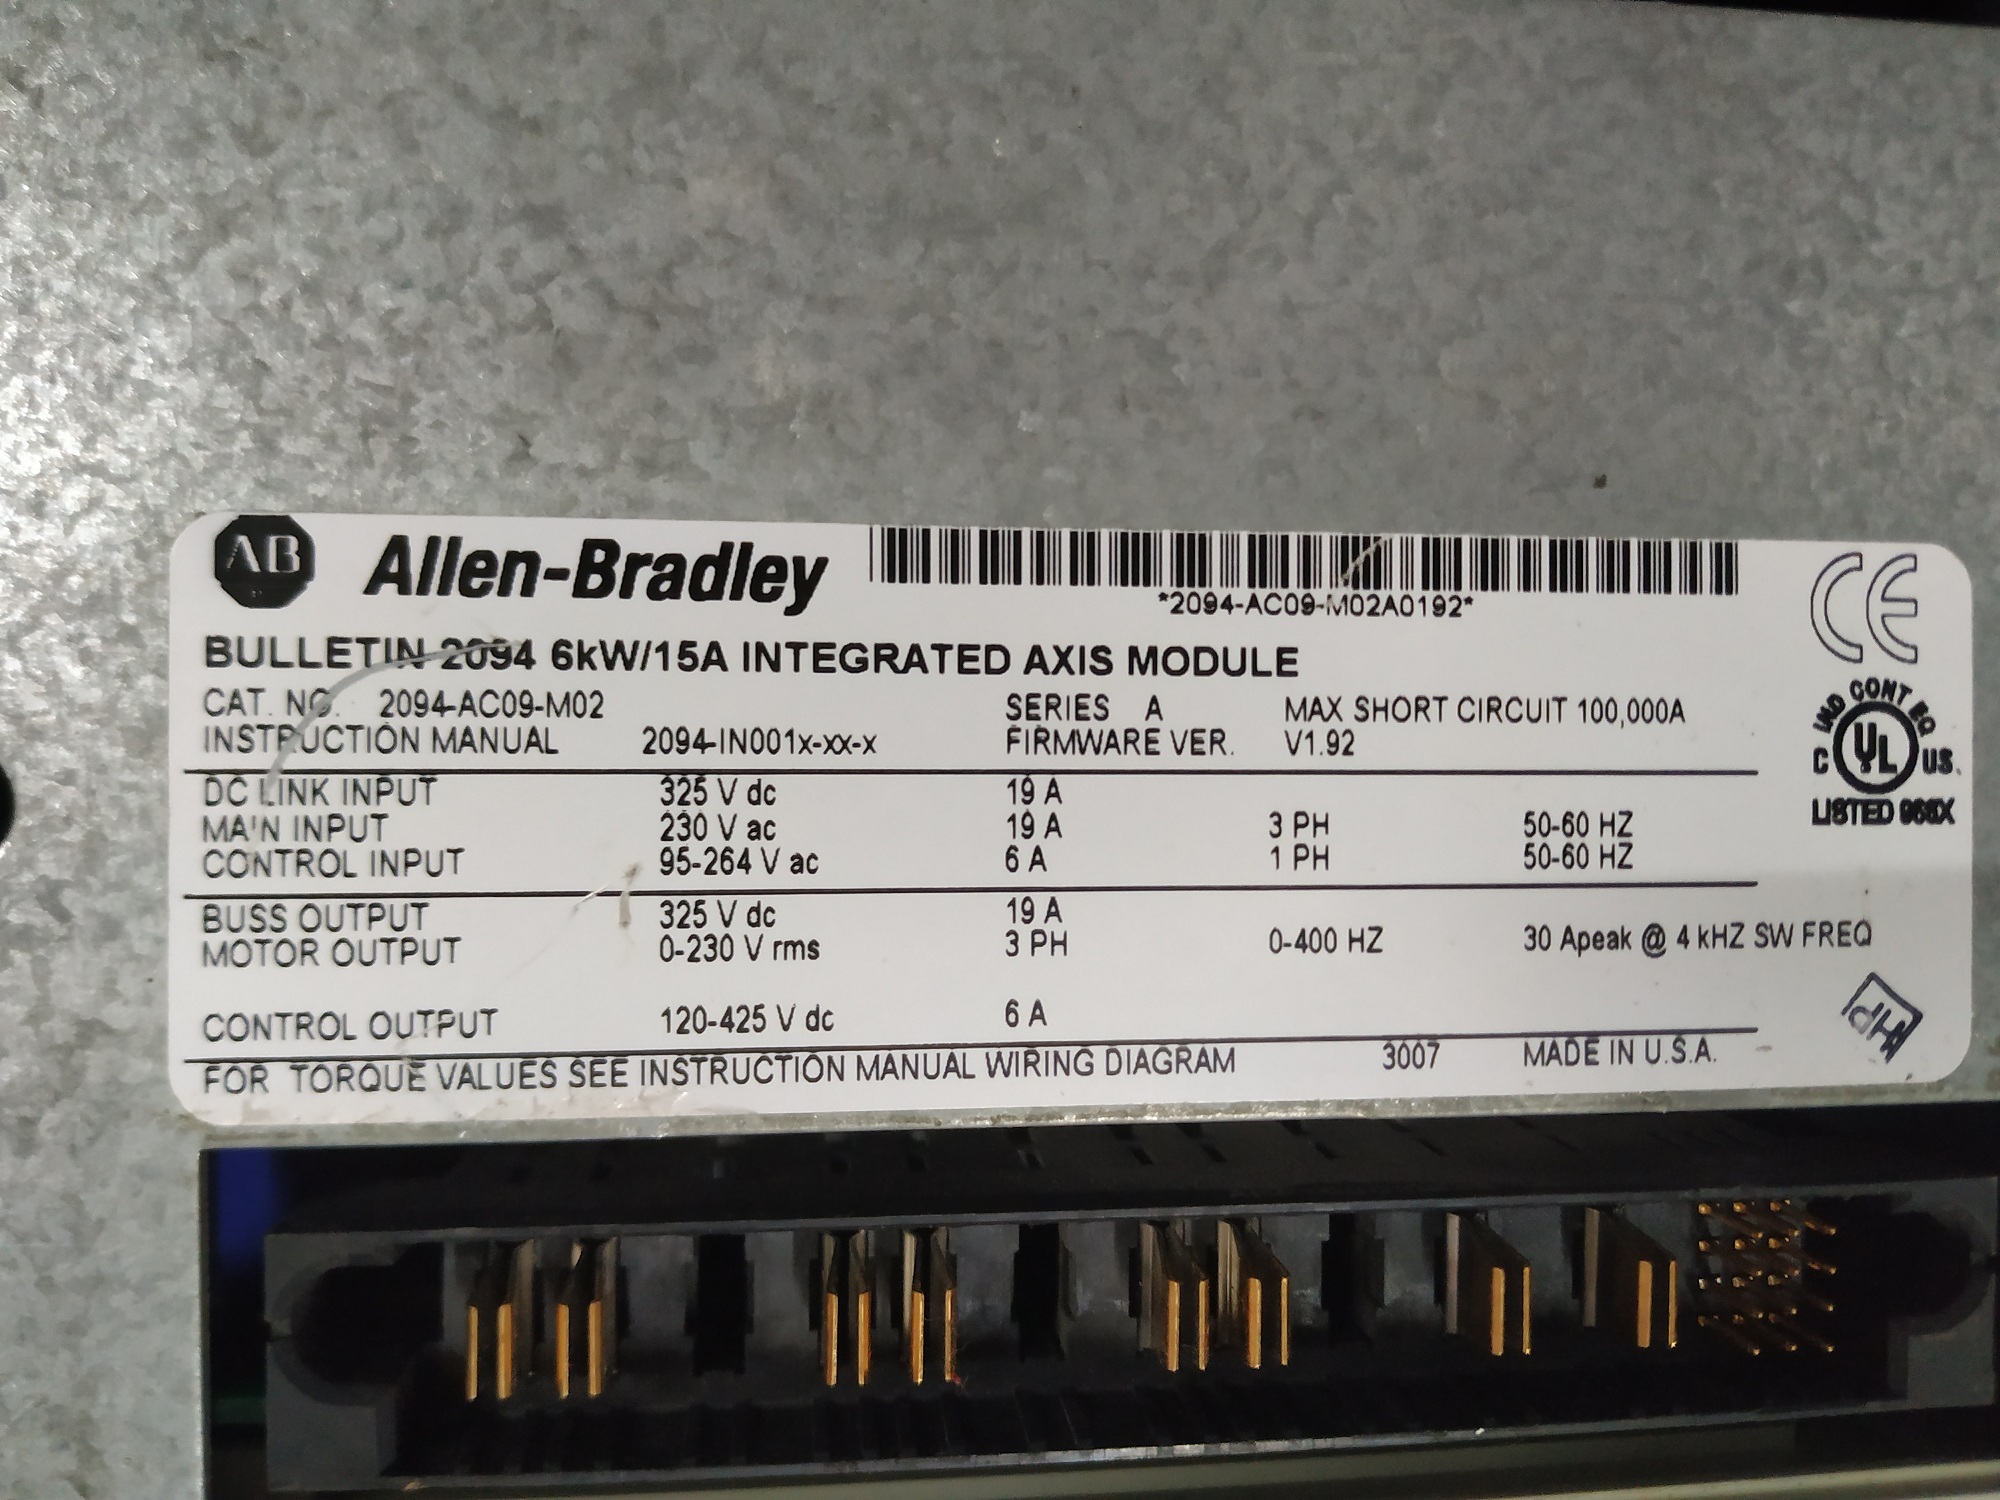 AB Allen-Bradley
*2094-AC09-M02A0192*
CE
BULLETIN 2094 6kW/15A INTEGRATED AXIS MODULE
CAT. NO. 2094-AC09-M02 SERIES A MAX SHORT CIRCUIT 100,000A
INSTRUCTION MANUAL 2094-IN001x-xx-x FIRMWARE VER. V1.92
IND CONT EQ
C UL US
LISTED
DC LINK INPUT 325 V dc 19 A
MAIN INPUT 230 V ac 19 A 3 PH 50-60 HZ
CONTROL INPUT 95-264 V ac 6 A 1 PH 50-60 HZ
BUSS OUTPUT 325 V dc 19 A
MOTOR OUTPUT 0-230 V rms 3 PH 0-400 HZ 30 Apeak @ 4 kHZ SW FREQ
CONTROL OUTPUT 120-425 V dc 6 A
FOR TORQUE VALUES SEE INSTRUCTION MANUAL WIRING DIAGRAM 3007 MADE IN U.S.A.